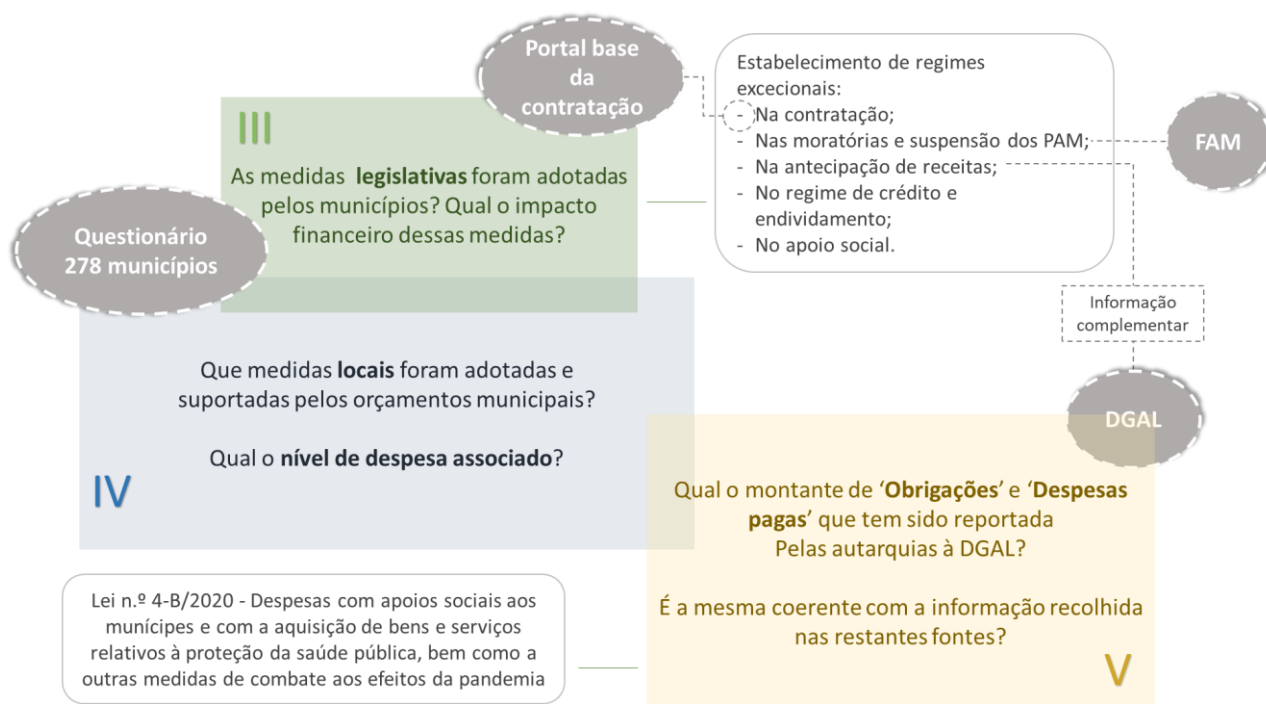 Portal base
da
contratação
Estabelecimento de regimes
excecionais:
- Na contratação;
- Nas moratórias e suspensão dos PAM;
- Na antecipação de receitas;
- No regime de crédito e
endividamento;
- No apoio social.
FAM
III
As medidas legislativas foram adotadas
pelos municípios? Qual o impacto
financeiro dessas medidas?
Questionário
278 municípios
Informação
complementar
DGAL
Que medidas locais foram adotadas e
suportadas pelos orçamentos municipais?
Qual o nível de despesa associado?
IV
Qual o montante de ‘Obrigações’ e ‘Despesas
pagas’ que tem sido reportada
Pelas autarquias à DGAL?
É a mesma coerente com a informação recolhida
nas restantes fontes?
V
Lei n.º 4-B/2020 - Despesas com apoios sociais aos
munícipes e com a aquisição de bens e serviços
relativos à proteção da saúde pública, bem como a
outras medidas de combate aos efeitos da pandemia